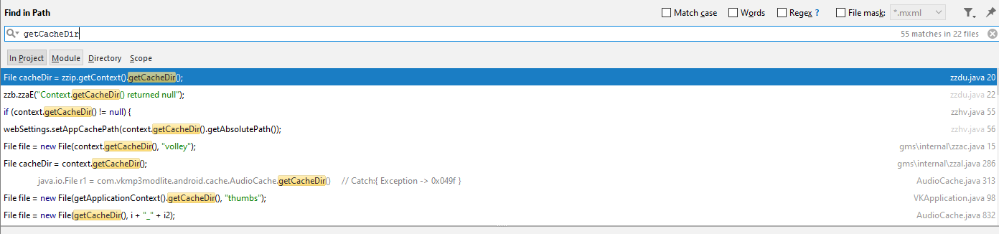 Find in Path Match case Words Regex ? File mask: *.mxml
getCacheDir 55 matches in 22 files
In Project Module Directory Scope
File cacheDir = zzip.getContext().getCacheDir(); zzdu.java 20
zzb.zzaE("Context.getCacheDir() returned null"); zzdu.java 22
if (context.getCacheDir() != null) { zzhv.java 55
webSettings.setAppCachePath(context.getCacheDir().getAbsolutePath()); zzhv.java 56
File file = new File(context.getCacheDir(), "volley"); gms\internal\zzac.java 15
File cacheDir = context.getCacheDir(); gms\internal\zzal.java 286
java.io.File r1 = com.vkmp3modlite.android.cache.AudioCache.getCacheDir() // Catch:{ Exception -> 0x049f } AudioCache.java 313
File file = new File(getApplicationContext().getCacheDir(), "thumbs"); VKApplication.java 98
File file = new File(getCacheDir(), i + "_" + i2); AudioCache.java 832